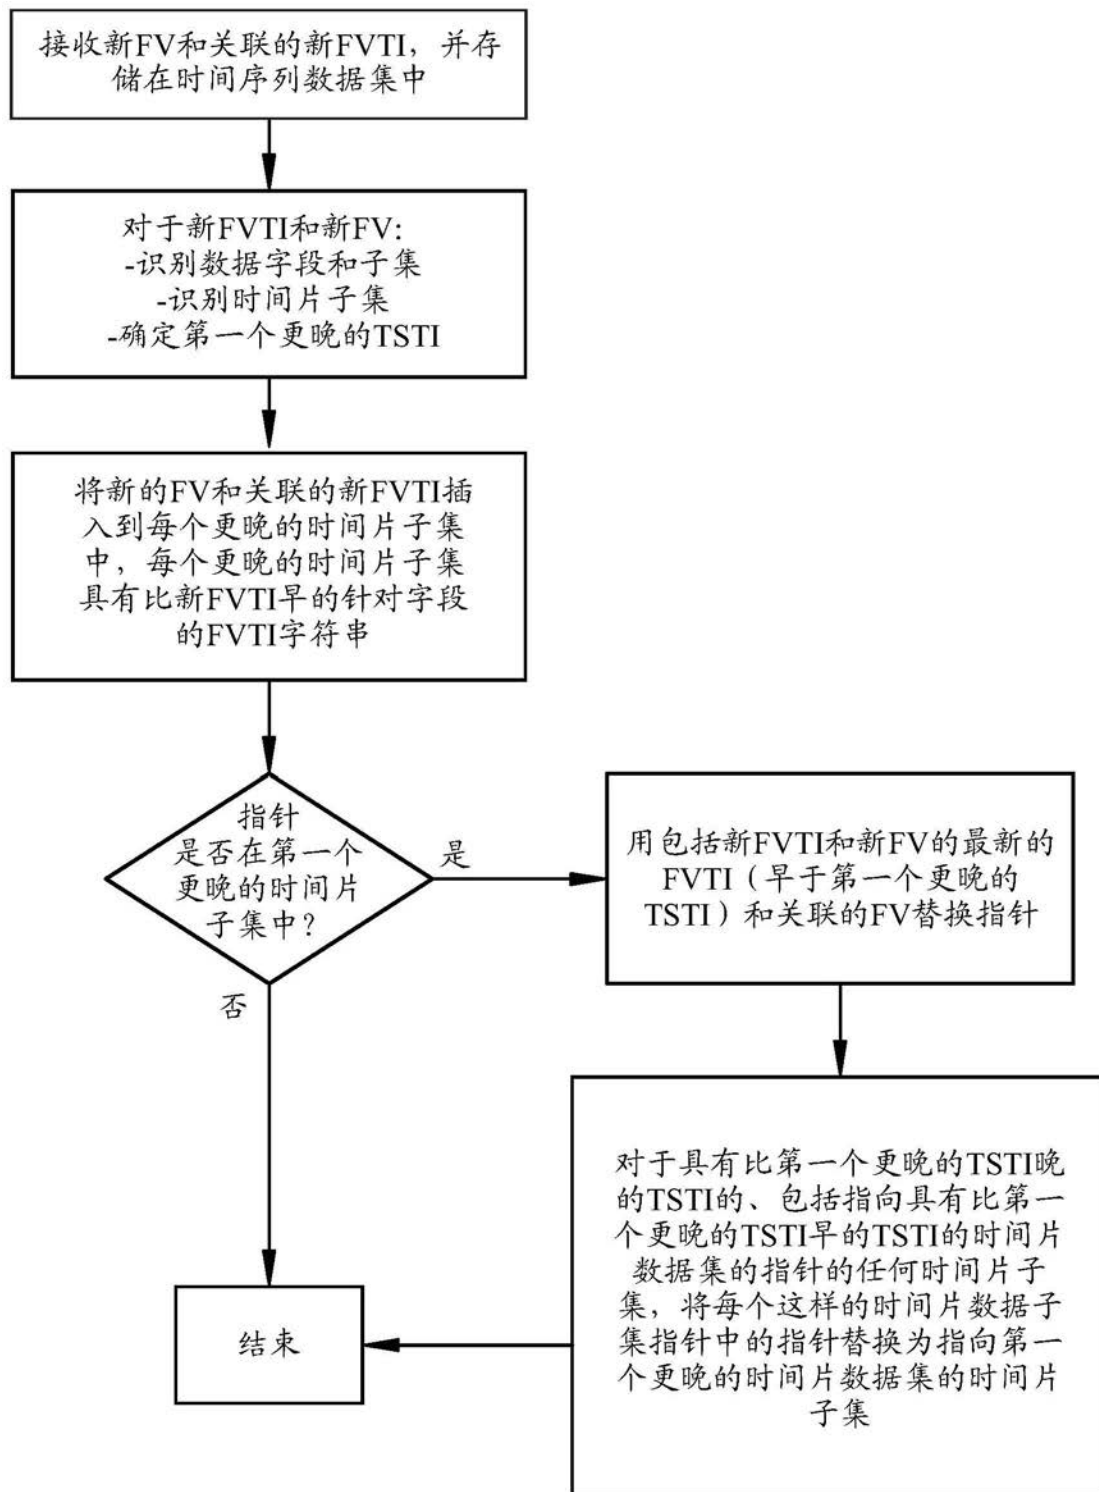 接收新FV和关联的新FVTI，并存
储在时间序列数据集中
对于新FVTI和新FV：
-识别数据字段和子集
-识别时间片子集
-确定第一个更晚的TSTI
将新的FV和关联的新FVTI插
入到每个更晚的时间片子集
中，每个更晚的时间片子集
具有比新FVTI早的针对字段
的FVTI字符串
指针
是否在第一个
更晚的时间片
子集中？
是
用包括新FVTI和新FV的最新的
FVTI（早于第一个更晚的
TSTI）和关联的FV替换指针
否
对于具有比第一个更晚的TSTI晚
的TSTI的、包括指向具有比第一
个更晚的TSTI早的TSTI的时间片
数据集的指针的任何时间片子
集，将每个这样的时间片数据子
集指针中的指针替换为指向第一
个更晚的时间片数据集的时间片
子集
结束